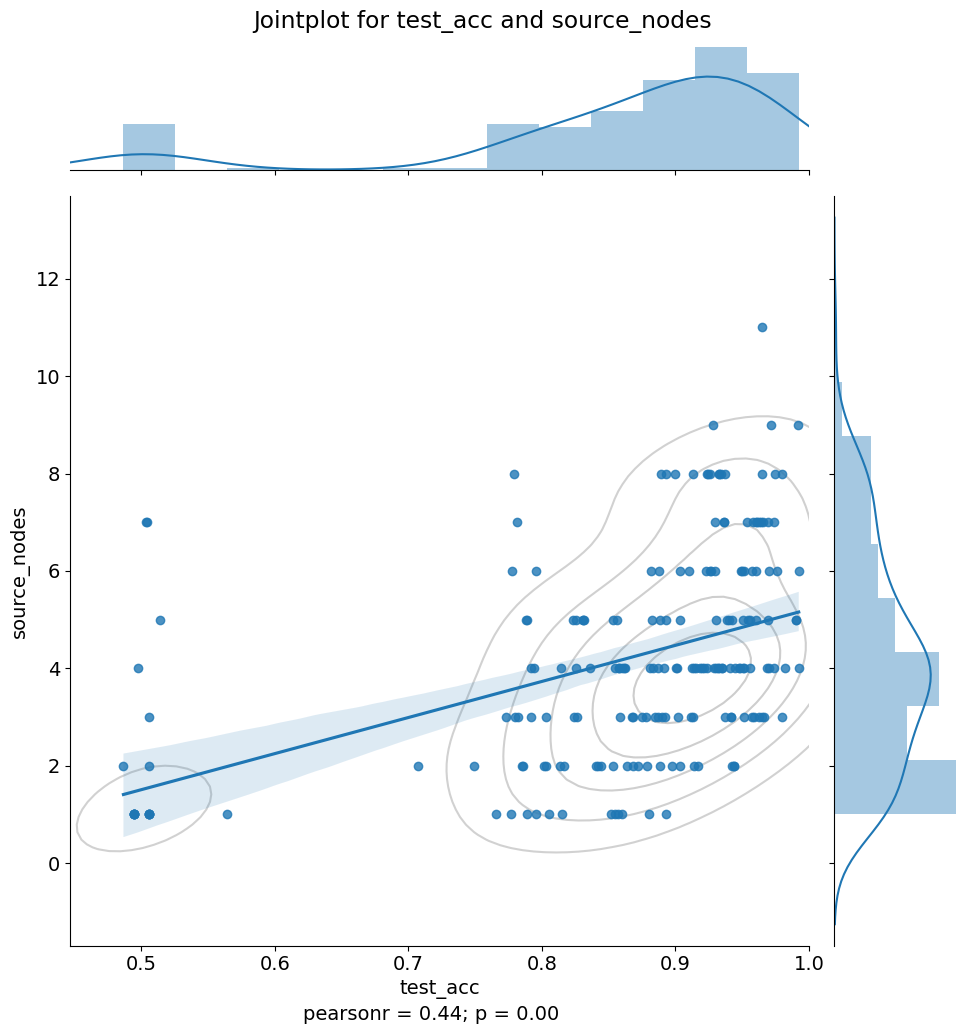 Jointplot for test_acc and source_nodes
12
10
8
6
4
2
0
source_nodes
0.5 0.6 0.7 0.8 0.9 1.0
test_acc
pearsonr = 0.44; p = 0.00